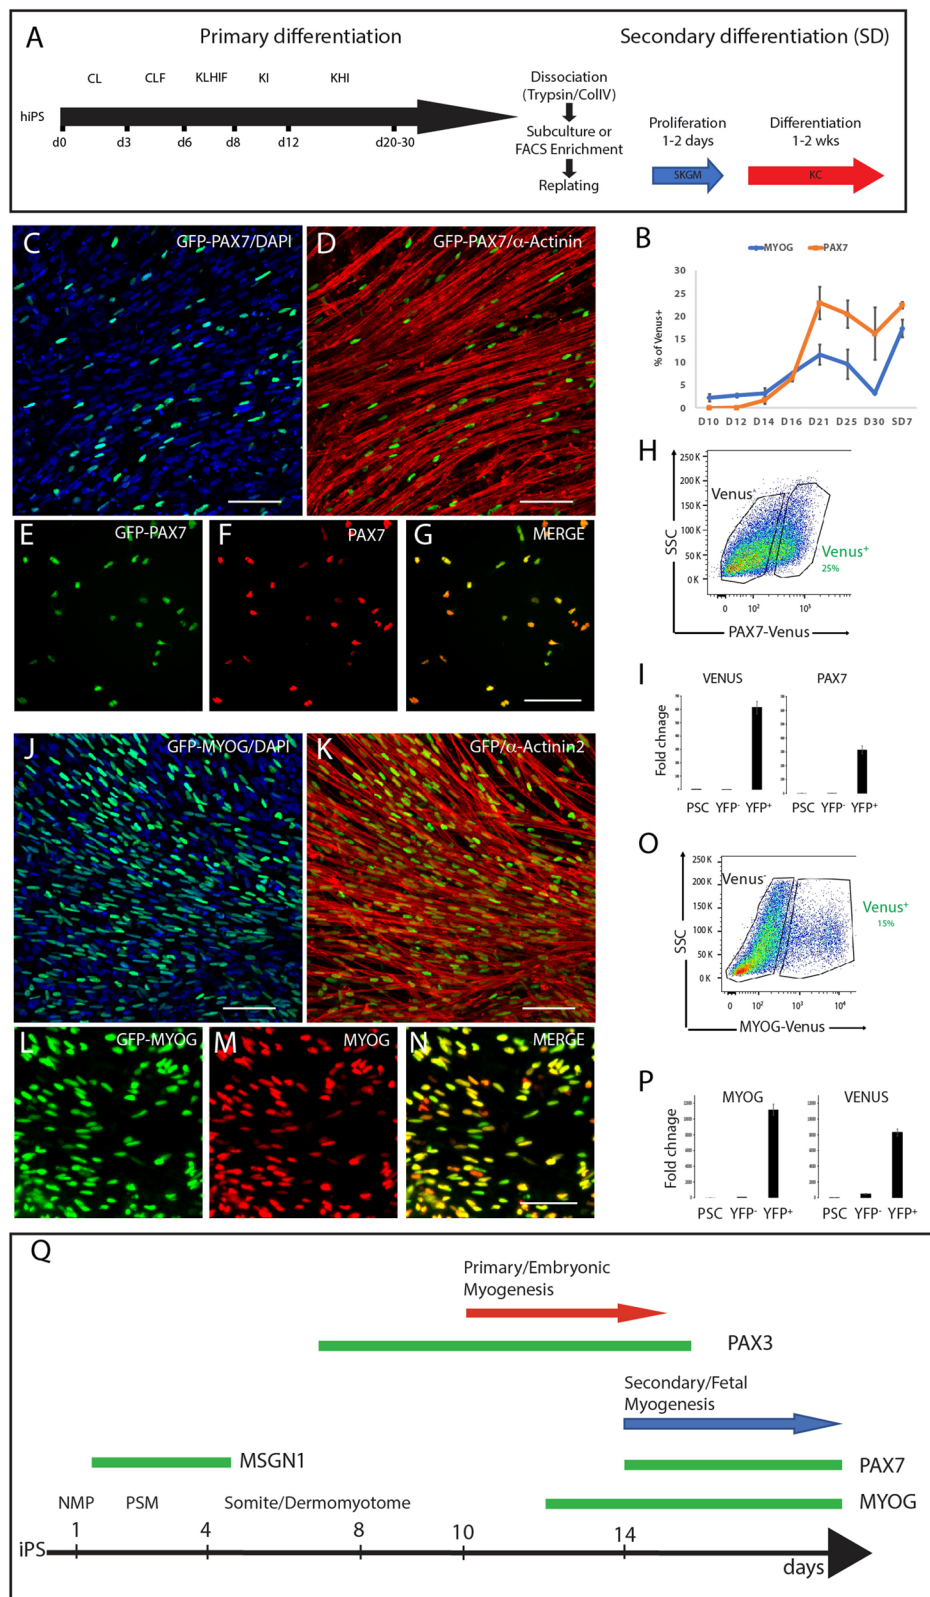 A
Primary differentiation
Secondary differentiation (SD)
CL CLF KLHIF KI KHI
hiPS
d0 d3 d6 d8 d12 d20-30
Dissociation
(Trypsin/ColIV)
Subculture or
FACS Enrichment
Replating
Proliferation
1-2 days
SKGM
Differentiation
1-2 wks
KC
B
MYOG PAX7
% of Venus+
30
25
20
15
10
5
0
D10 D12 D14 D16 D21 D25 D30 SD7
C
GFP-PAX7/DAPI
D
GFP-PAX7/α-Actinin
E
GFP-PAX7
F
PAX7
G
MERGE
H
SSC
250 K
200 K
150 K
100 K
50 K
0 K
Venus-
Venus+
25%
0 10² 10⁵
PAX7-Venus
I
VENUS
PAX7
Fold chnage
PSC YFP- YFP+
PSC YFP- YFP+
J
GFP-MYOG/DAPI
K
GFP/α-Actinin2
L
GFP-MYOG
M
MYOG
N
MERGE
O
SSC
250 K
200 K
150 K
100 K
50 K
0 K
Venus-
Venus+
15%
0 10² 10³ 10⁴
MYOG-Venus
P
MYOG
VENUS
Fold chnage
PSC YFP- YFP+
PSC YFP- YFP+
Q
Primary/Embryonic
Myogenesis
PAX3
Secondary/Fetal
Myogenesis
MSGN1
PAX7
NMP PSM Somite/Dermomyotome
MYOG
1 4 8 10 14
iPS
days